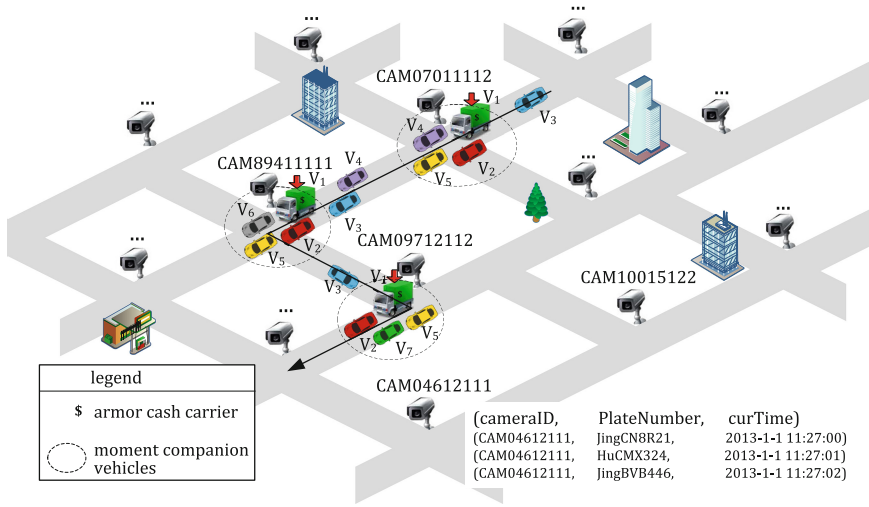 ...
...
...
CAM07011112
V₁
V₃
$
V₄
...
...
V₅
V₂
CAM89411111
V₄
V₁
...
$
V₆
V₃
V₂
V₅
CAM09712112
...
...
V₁
V₃
$
CAM10015122
...
V₂
V₇
V₅
legend
$ armor cash carrier
moment companion
vehicles
CAM04612111
(cameraID, PlateNumber, curTime)
(CAM04612111, JingCN8R21, 2013-1-1 11:27:00)
(CAM04612111, HuCMX324, 2013-1-1 11:27:01)
(CAM04612111, JingBVB446, 2013-1-1 11:27:02)